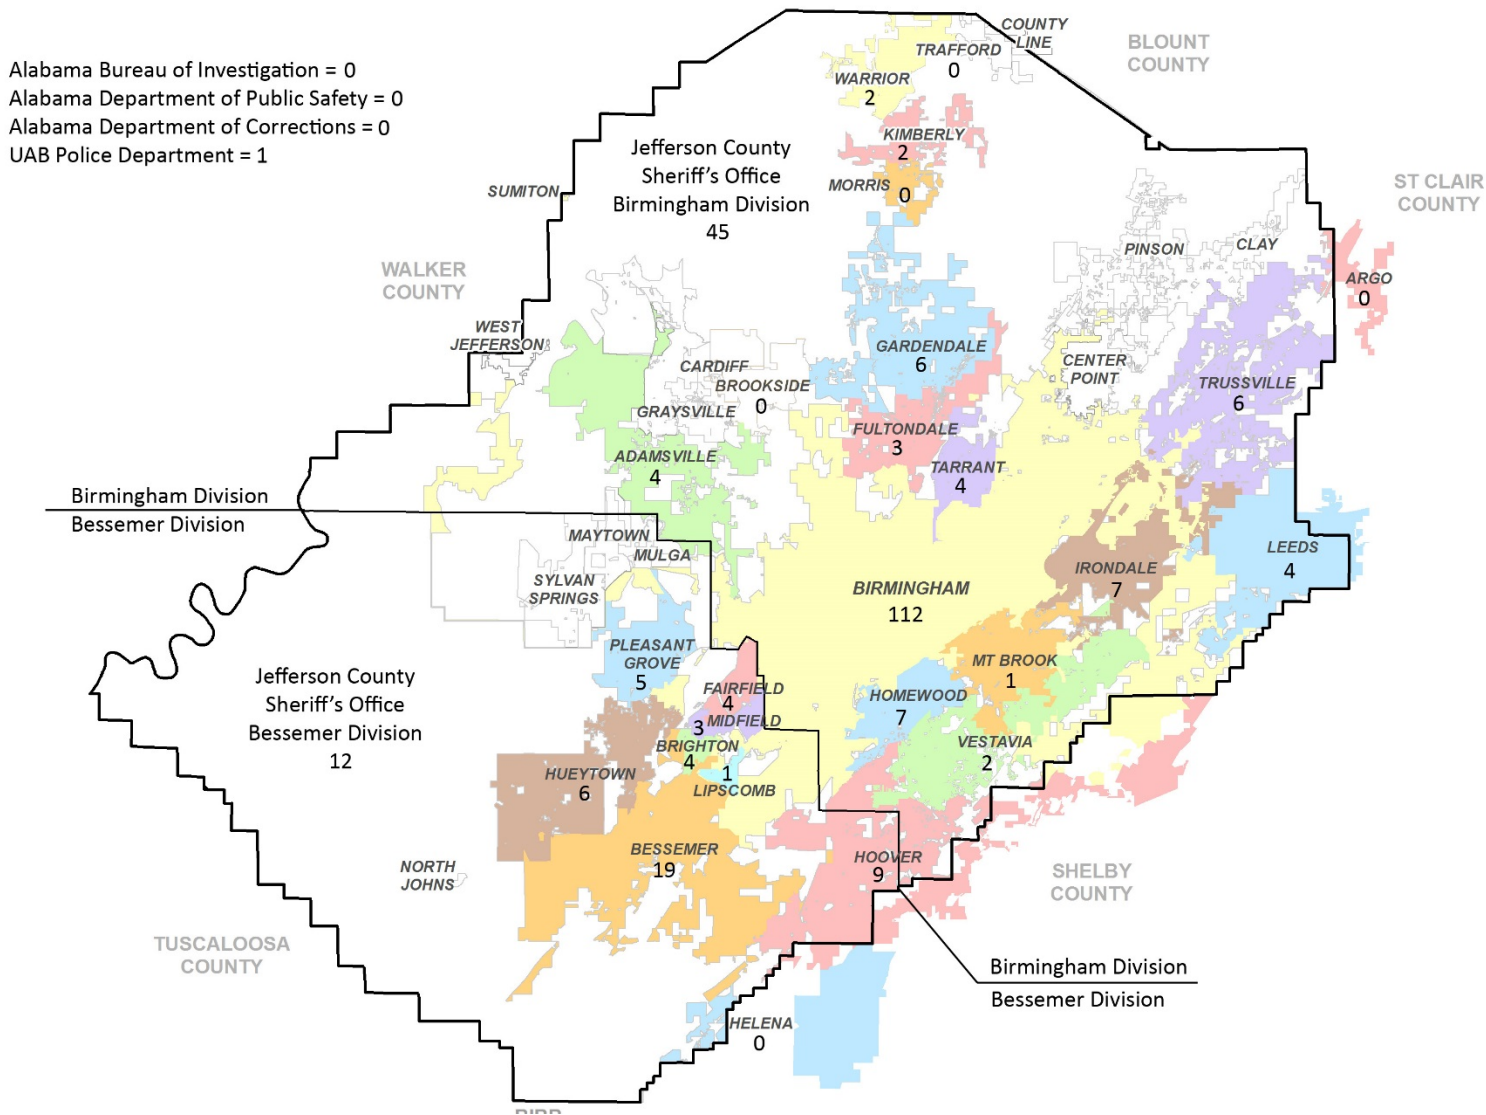 Alabama Bureau of Investigation = 0
Alabama Department of Public Safety = 0
Alabama Department of Corrections = 0
UAB Police Department = 1
COUNTY
LINE
TRAFFORD
0
BLOUNT
COUNTY
WARRIOR
2
KIMBERLY
2
Jefferson County
Sheriff's Office
Birmingham Division
45
MORRIS
0
SUMITON
ST CLAIR
COUNTY
PINSON
CLAY
ARGO
0
WALKER
COUNTY
WEST
JEFFERSON
GARDENDALE
6
CARDIFF
BROOKSIDE
0
GRAYSVILLE
CENTER
POINT
TRUSSVILLE
6
FULTONDALE
3
ADAMSVILLE
4
TARRANT
4
Birmingham Division
Bessemer Division
MAYTOWN
MULGA
SYLVAN
SPRINGS
LEEDS
4
IRONDALE
7
BIRMINGHAM
112
PLEASANT
GROVE
5
MT BROOK
1
Jefferson County
Sheriff's Office
Bessemer Division
12
FAIRFIELD
4
HOMEWOOD
7
3
MIDFIELD
BRIGHTON
4
VESTAVIA
2
HUEYTOWN
6
1
LIPSCOMB
BESSEMER
19
HOOVER
9
NORTH
JOHNS
SHELBY
COUNTY
TUSCALOOSA
COUNTY
Birmingham Division
Bessemer Division
HELENA
0
BIBB